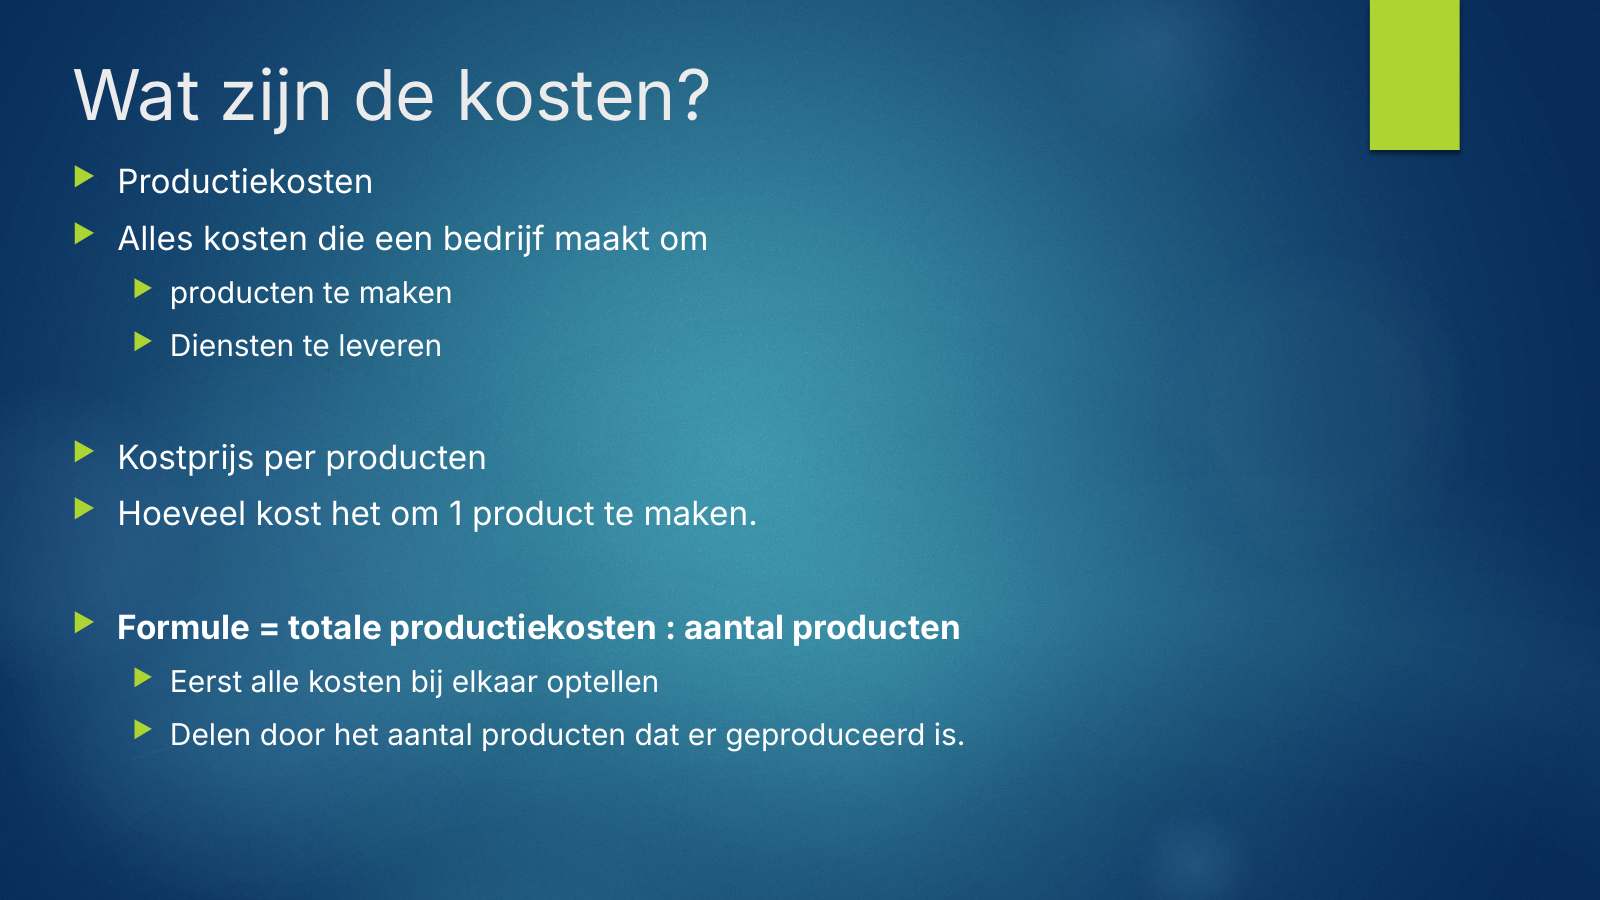 Wat zijn de kosten?
Productiekosten
Alles kosten die een bedrijf maakt om
producten te maken
Diensten te leveren
Kostprijs per producten
Hoeveel kost het om 1 product te maken.
Formule = totale productiekosten : aantal producten
Eerst alle kosten bij elkaar optellen
Delen door het aantal producten dat er geproduceerd is.